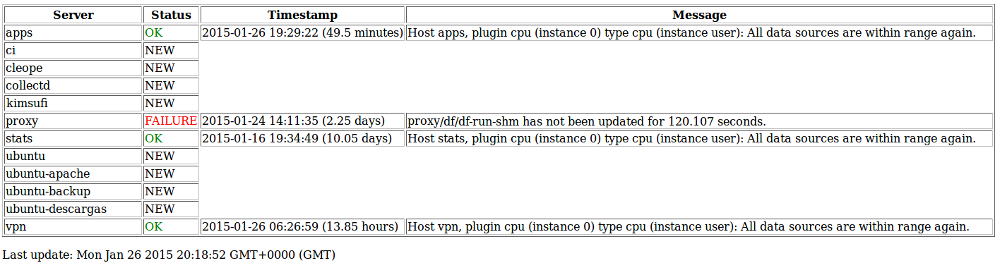 Server Status Timestamp Message
apps OK 2015-01-26 19:29:22 (49.5 minutes) Host apps, plugin cpu (instance 0) type cpu (instance user): All data sources are within range again.
ci NEW
cleope NEW
collectd NEW
kimsufi NEW
proxy FAILURE 2015-01-24 14:11:35 (2.25 days) proxy/df/df-run-shm has not been updated for 120.107 seconds.
stats OK 2015-01-16 19:34:49 (10.05 days) Host stats, plugin cpu (instance 0) type cpu (instance user): All data sources are within range again.
ubuntu NEW
ubuntu-apache NEW
ubuntu-backup NEW
ubuntu-descargas NEW
vpn OK 2015-01-26 06:26:59 (13.85 hours) Host vpn, plugin cpu (instance 0) type cpu (instance user): All data sources are within range again.
Last update: Mon Jan 26 2015 20:18:52 GMT+0000 (GMT)